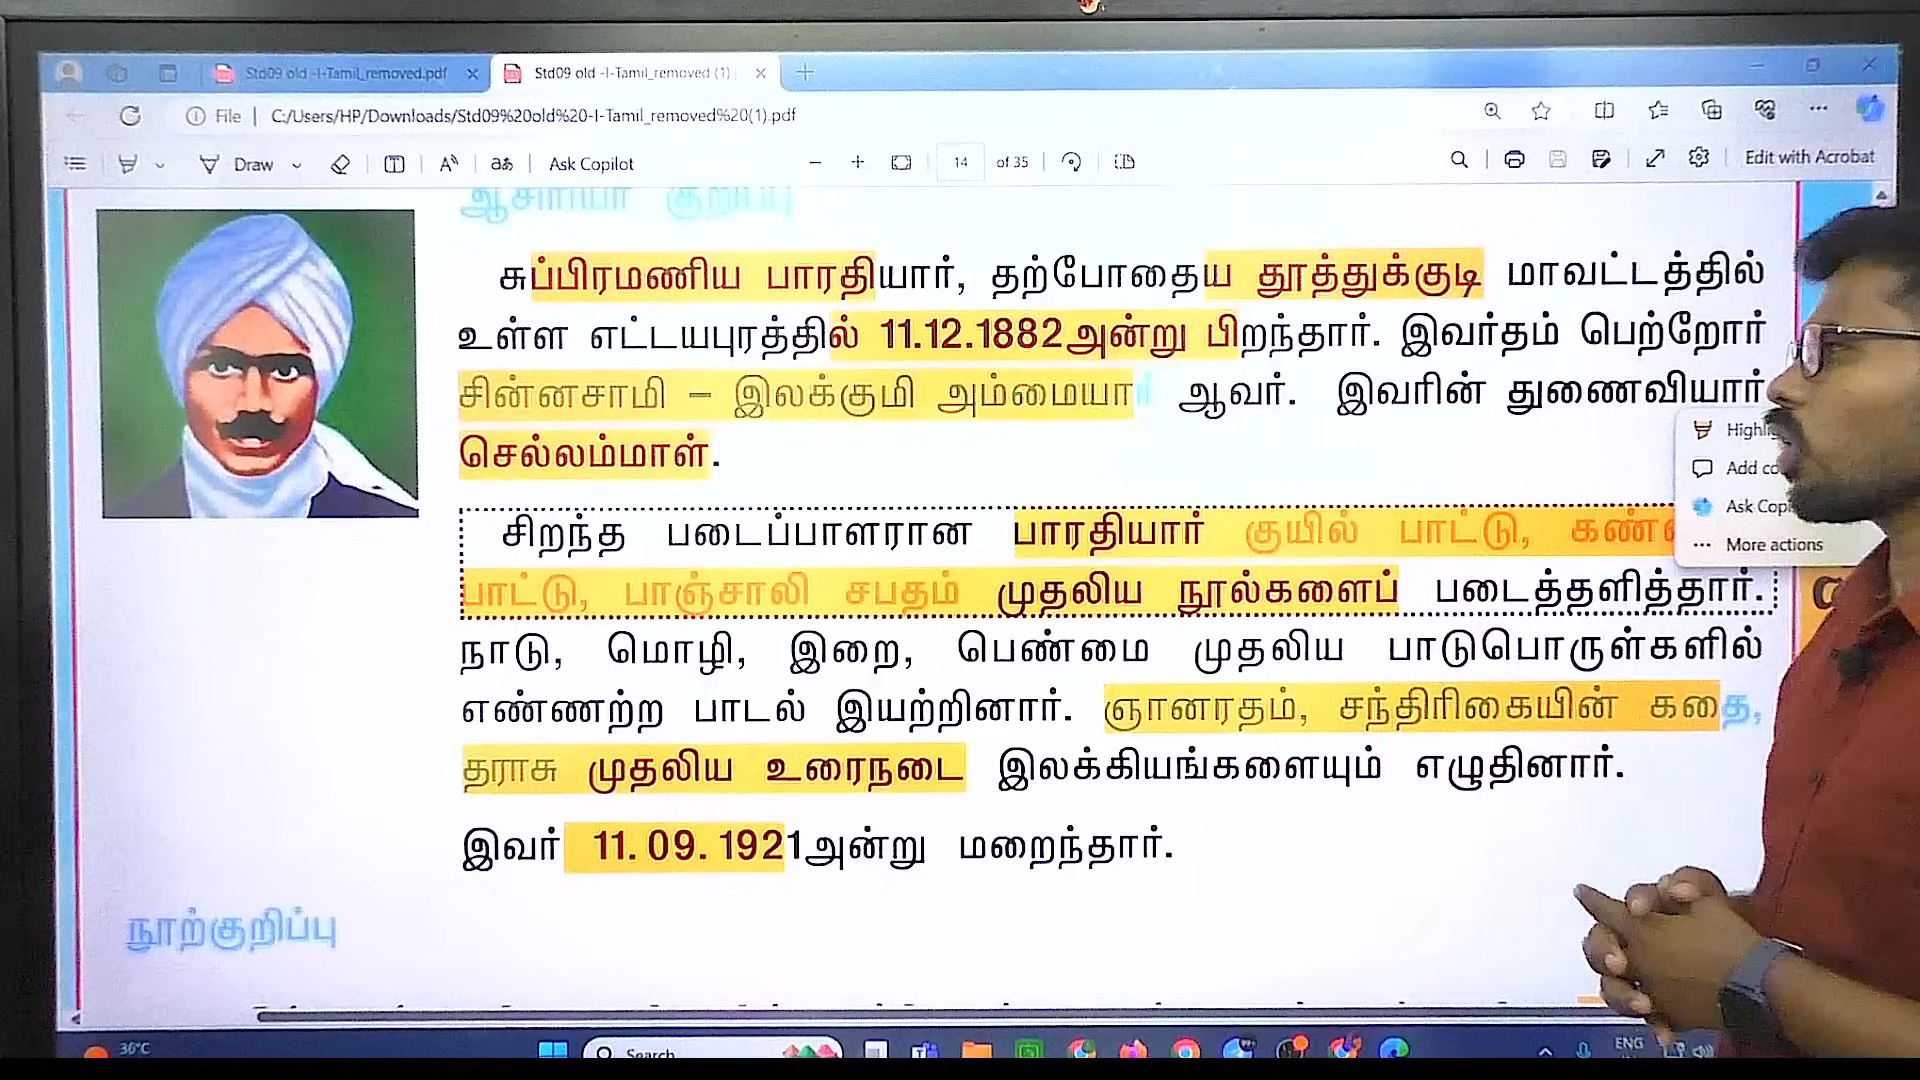 Std09 old -I-Tamil_removed.pdf
Std09 old -I-Tamil_removed (1)
File
C:/Users/HP/Downloads/Std09%20old%20-I-Tamil_removed%20(1).pdf
Draw
Ask Copilot
14 of 35
Edit with Acrobat
ஆசிரியர் குறிப்பு
சுப்பிரமணிய பாரதியார், தற்போதைய தூத்துக்குடி மாவட்டத்தில்
உள்ள எட்டயபுரத்தில் 11.12.1882அன்று பிறந்தார். இவர்தம் பெற்றோர்
சின்னசாமி – இலக்குமி அம்மையார் ஆவர். இவரின் துணைவியார்
செல்லம்மாள்.
Add
More actions
சிறந்த படைப்பாளரான பாரதியார் குயில் பாட்டு,
பாட்டு, பாஞ்சாலி சபதம் முதலிய நூல்களைப் படைத்தளித்தார்.
நாடு, மொழி, இறை, பெண்மை முதலிய பாடுபொருள்களில்
எண்ணற்ற பாடல் இயற்றினார். ஞானரதம், சந்திரிகையின் கதை,
தராசு முதலிய உரைநடை இலக்கியங்களையும் எழுதினார்.
இவர் 11. 09. 1921அன்று மறைந்தார்.
நூற்குறிப்பு
36°C
Search
ENG